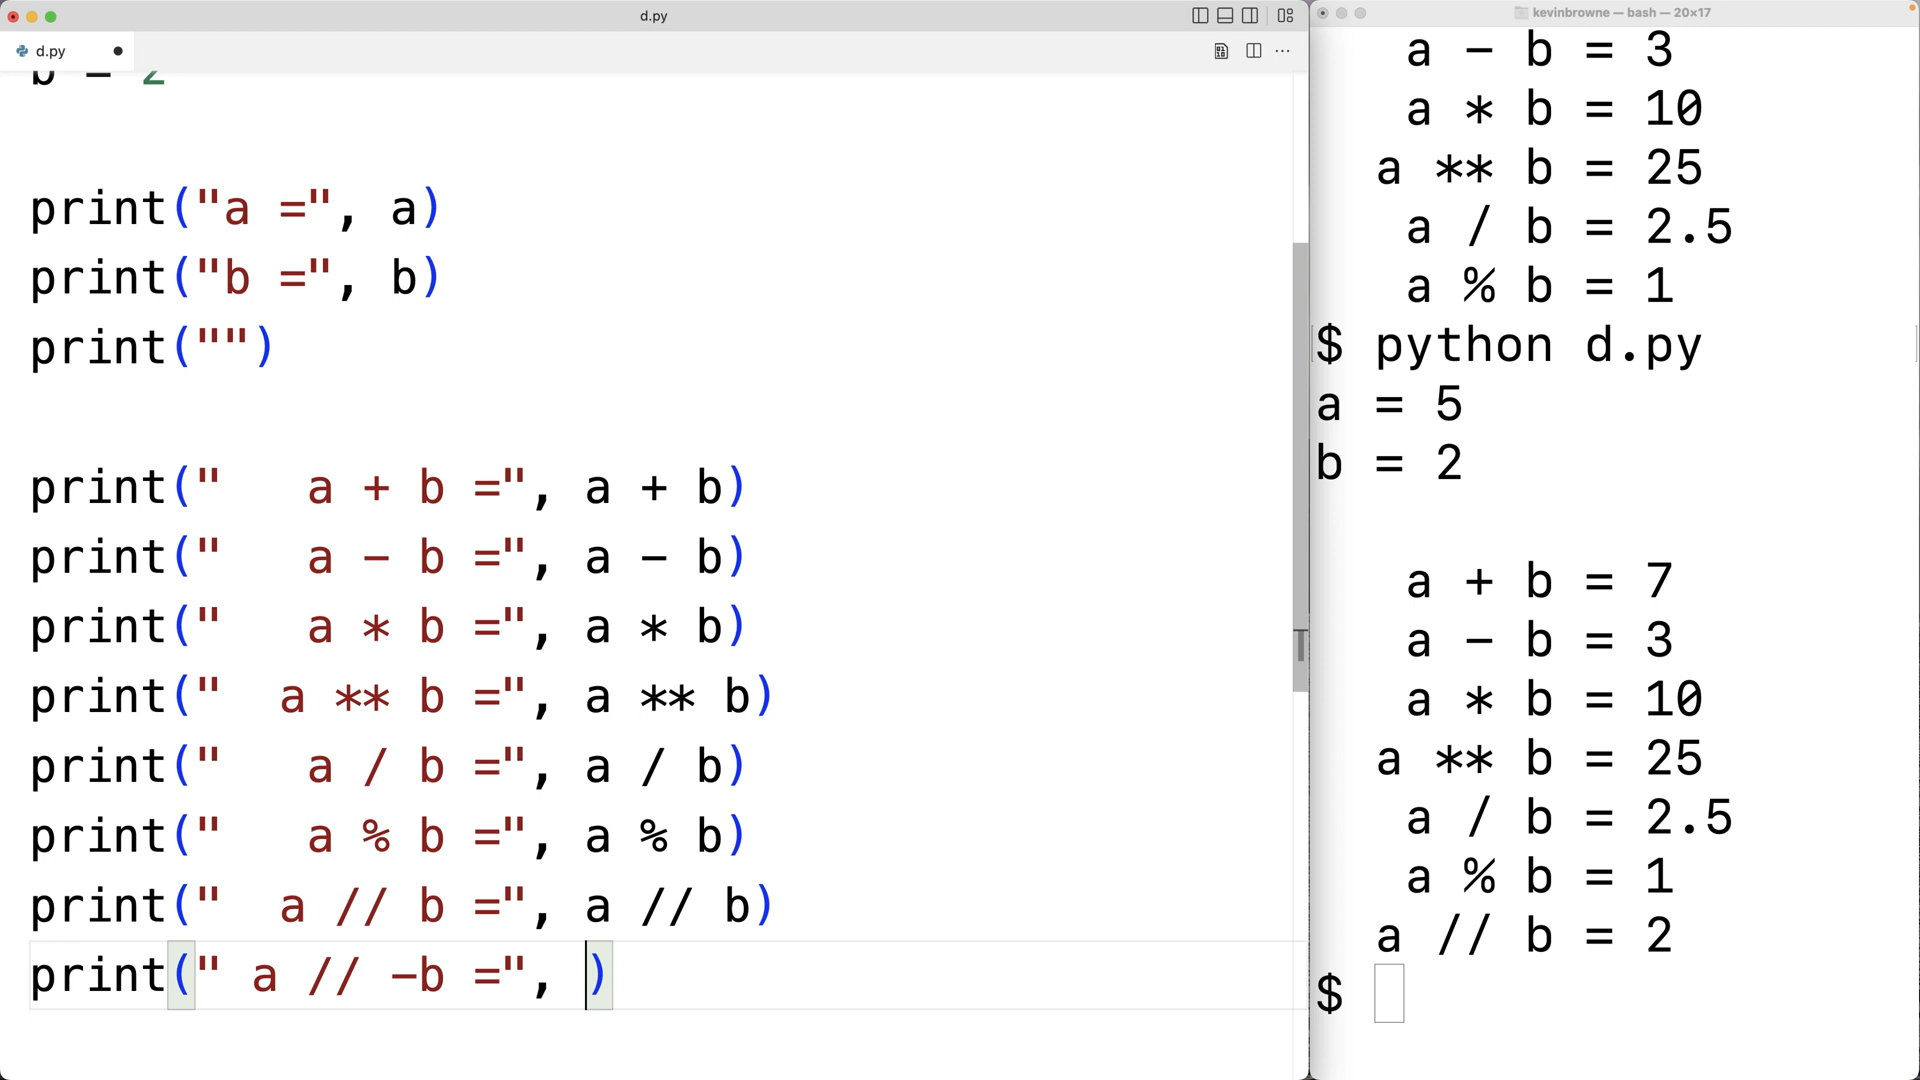 d.py
d.py
b = 2
print("a =", a)
print("b =", b)
print("")
print("   a + b =", a + b)
print("   a - b =", a - b)
print("   a * b =", a * b)
print("  a ** b =", a ** b)
print("   a / b =", a / b)
print("   a % b =", a % b)
print("  a // b =", a // b)
print(" a // -b =", )
kevinbrowne — bash — 20×17
   a - b = 3
   a * b = 10
  a ** b = 25
   a / b = 2.5
   a % b = 1
$ python d.py
a = 5
b = 2
   a + b = 7
   a - b = 3
   a * b = 10
  a ** b = 25
   a / b = 2.5
   a % b = 1
  a // b = 2
$